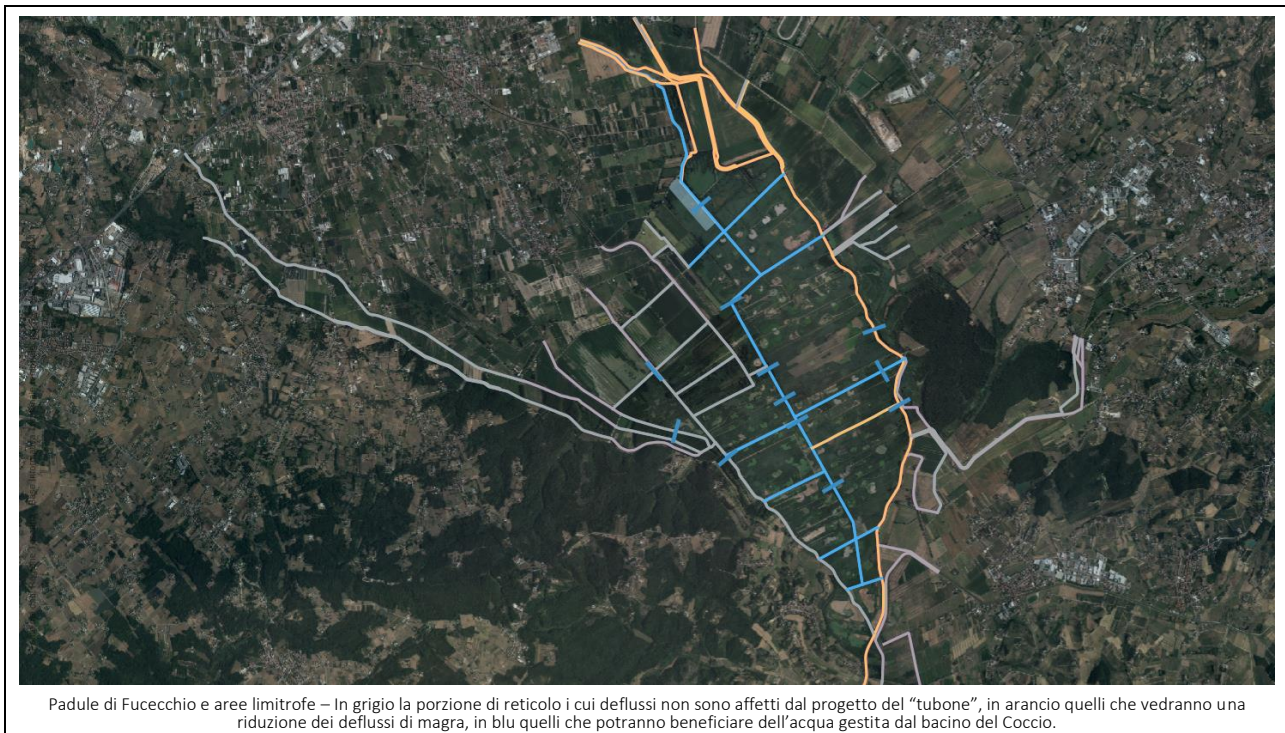 Padule di Fucecchio e aree limitrofe – In grigio la porzione di reticolo i cui deflussi non sono affetti dal progetto del “tubone”, in arancio quelli che vedranno una
riduzione dei deflussi di magra, in blu quelli che potranno beneficiare dell’acqua gestita dal bacino del Coccio.